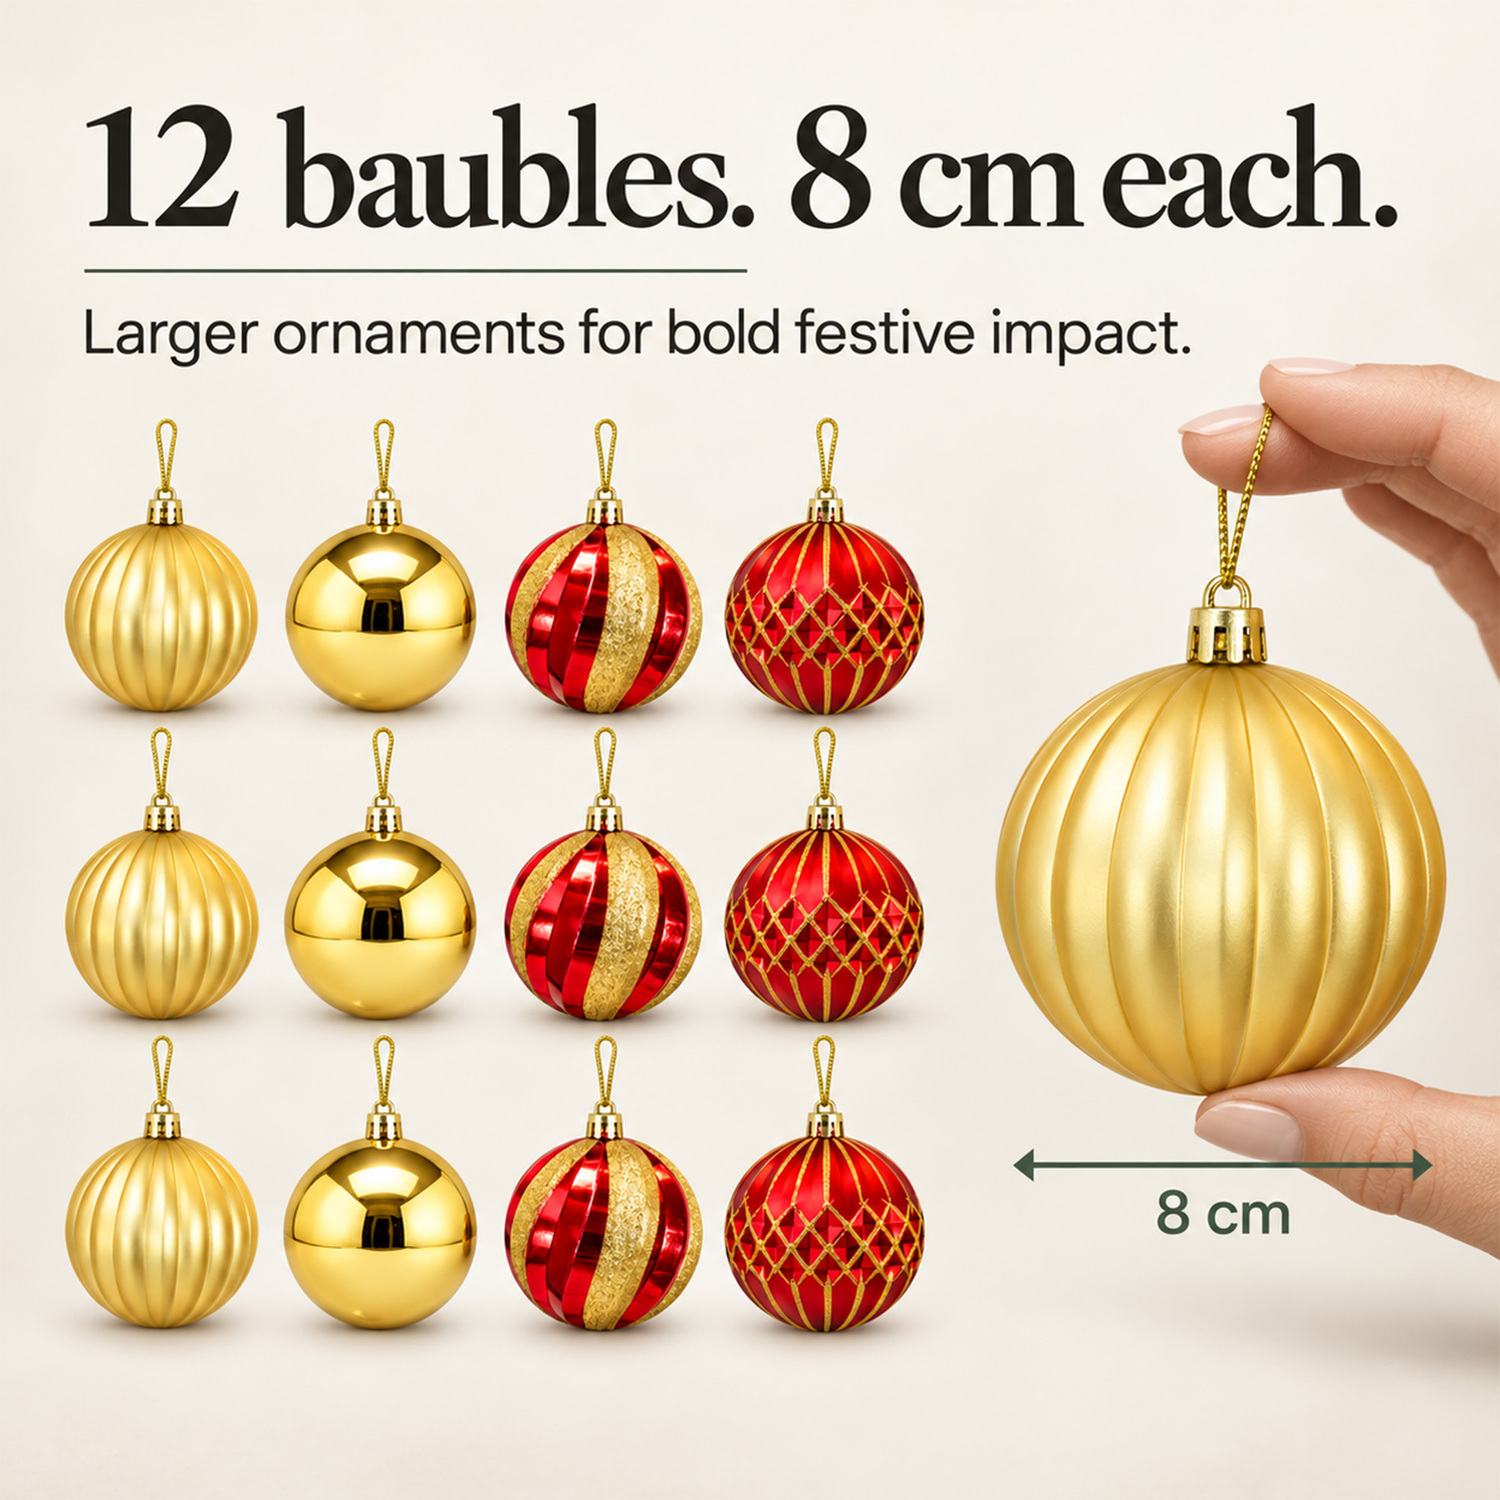 12 baubles. 8 cm each.
Larger ornaments for bold festive impact.
8 cm